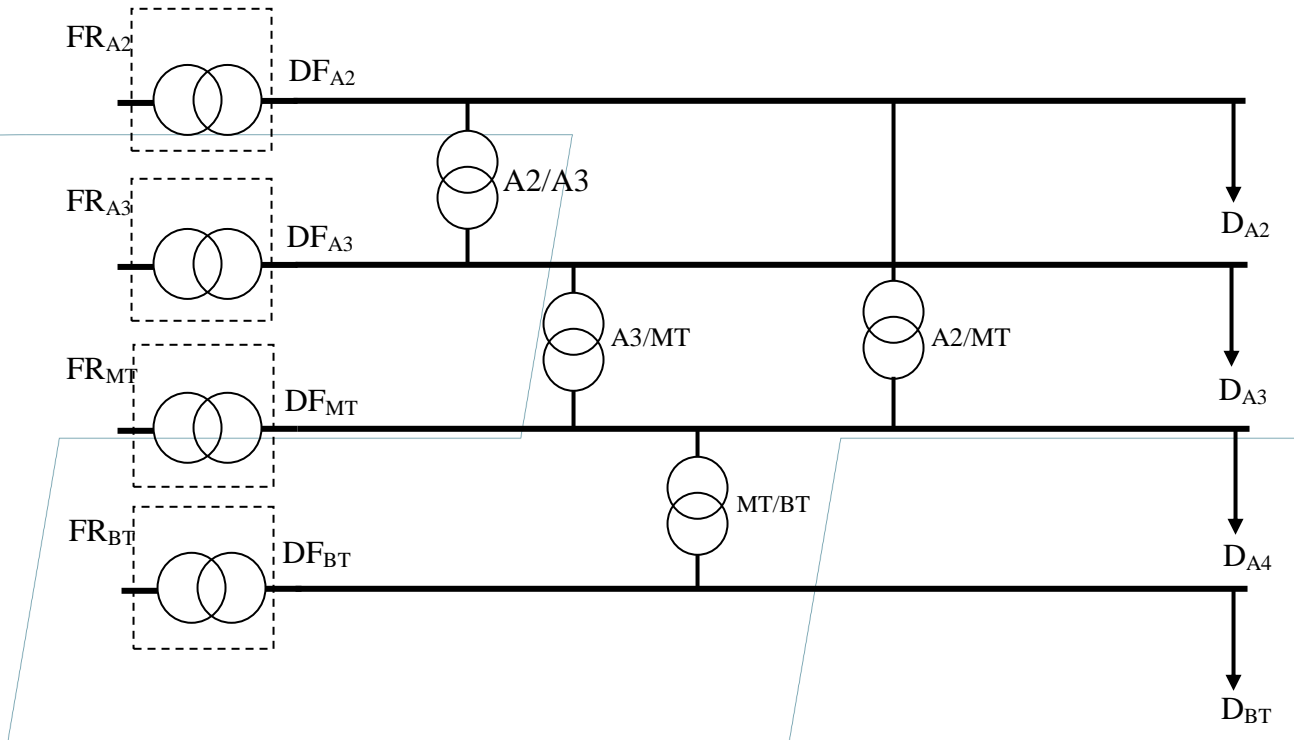 FRA2
DFA2
A2/A3
DA2
FRA3
DFA3
A3/MT
A2/MT
DA3
FRMT
DFMT
MT/BT
DA4
FRBT
DFBT
DBT